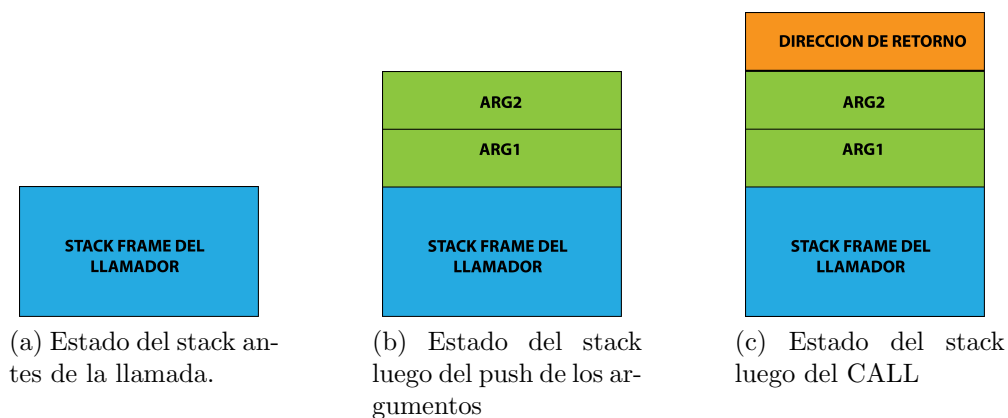 STACK FRAME DEL
LLAMADOR
(a) Estado del stack an-
tes de la llamada.
ARG2
ARG1
STACK FRAME DEL
LLAMADOR
(b) Estado del stack
luego del push de los ar-
gumentos
DIRECCION DE RETORNO
ARG2
ARG1
STACK FRAME DEL
LLAMADOR
(c) Estado del stack
luego del CALL